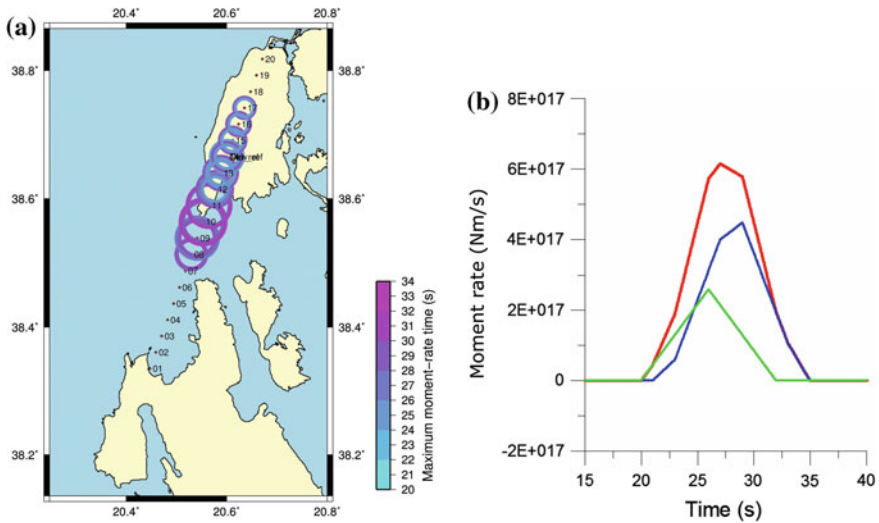 (a)
20.4˚ 20.6˚ 20.8˚
38.8˚ 38.8˚
20
19
18
17
16
15
13
12
38.6˚ 38.6˚
11
10
09
08
07
06
05
04
38.4˚ 38.4˚
03
02
01
38.2˚ 38.2˚
20.4˚ 20.6˚ 20.8˚
34
33
31
30
28
27
26
24
23
21
20
Maximum moment−rate time (s)
(b)
8E+017
6E+017
4E+017
2E+017
0
-2E+017
Moment rate (Nm/s)
15 20 25 30 35 40
Time (s)